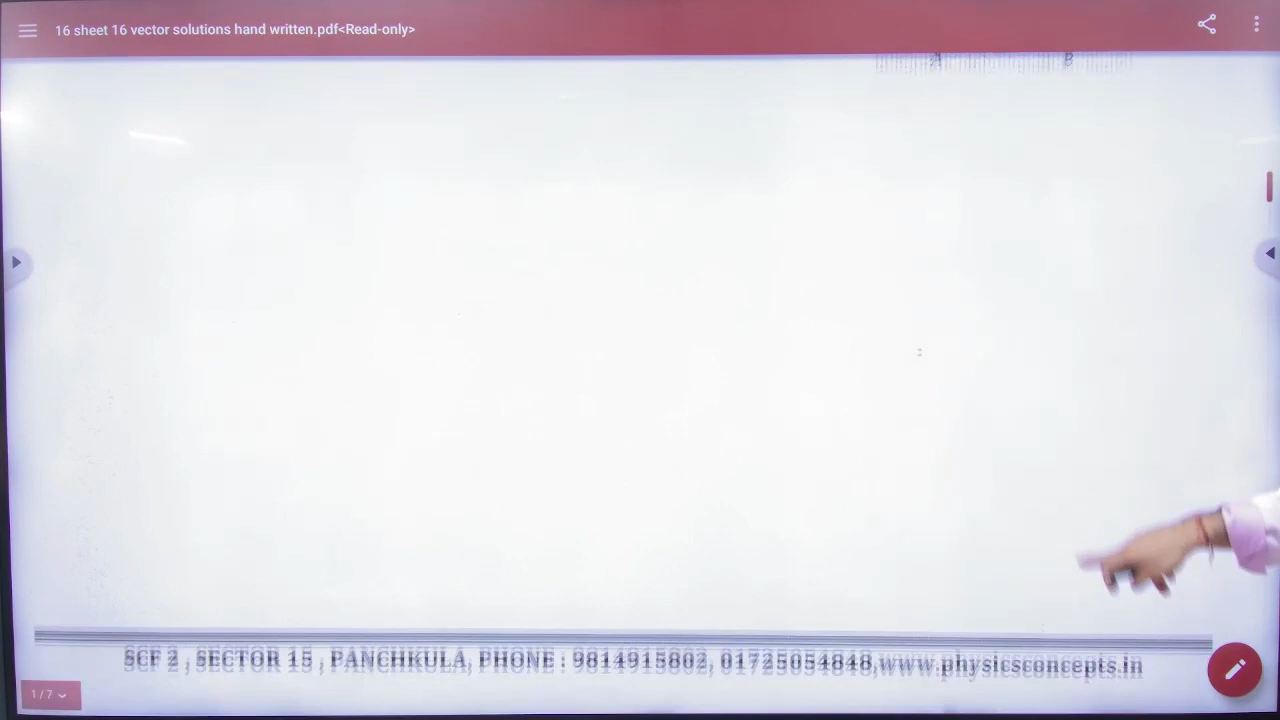 16 sheet 16 vector solutions hand written.pdf<Read-only>
A B
SCF 2 , SECTOR 15 , PANCHKULA, PHONE : 9814915802, 01725054848,www.physicsconcepts.in
1 / 7